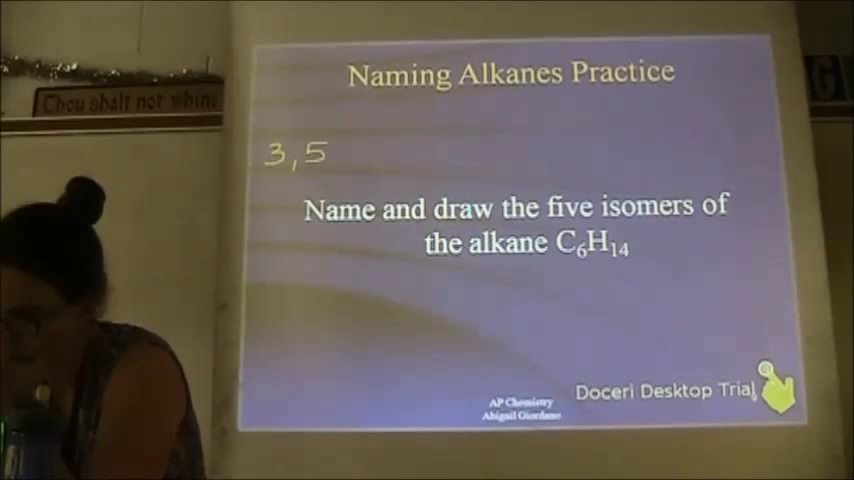 Thou shalt not whine
Naming Alkanes Practice
3,5
Name and draw the five isomers of
the alkane C₆H₁₄
Doceri Desktop Trial
AP Chemistry
Abigail Giordano